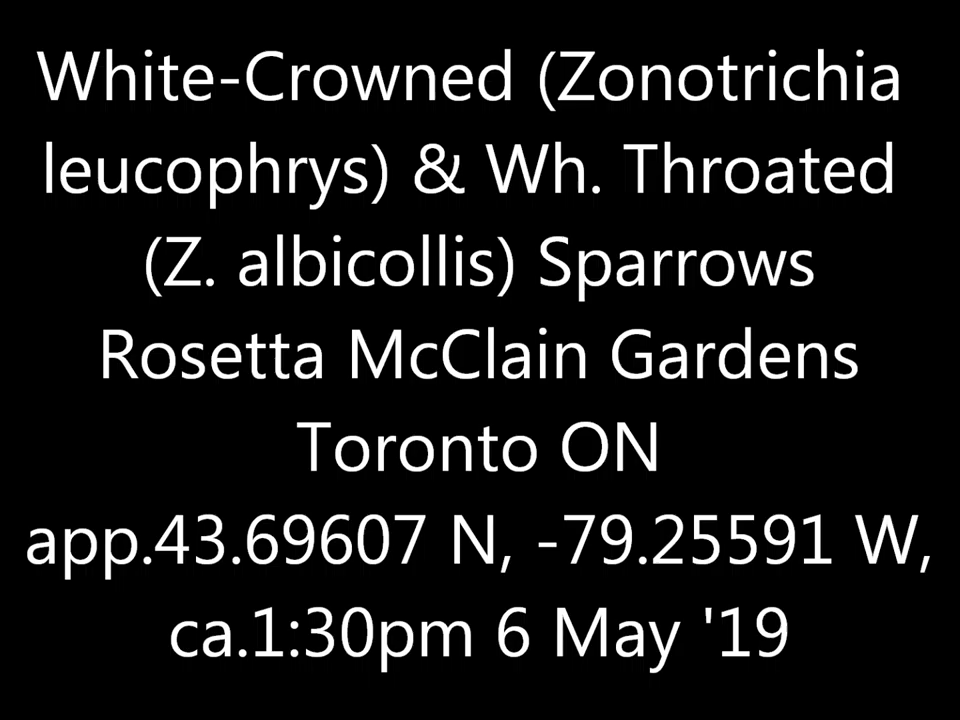 White-Crowned (Zonotrichia
leucophrys) & Wh. Throated
(Z. albicollis) Sparrows
Rosetta McClain Gardens
Toronto ON
app.43.69607 N, -79.25591 W,
ca.1:30pm 6 May '19